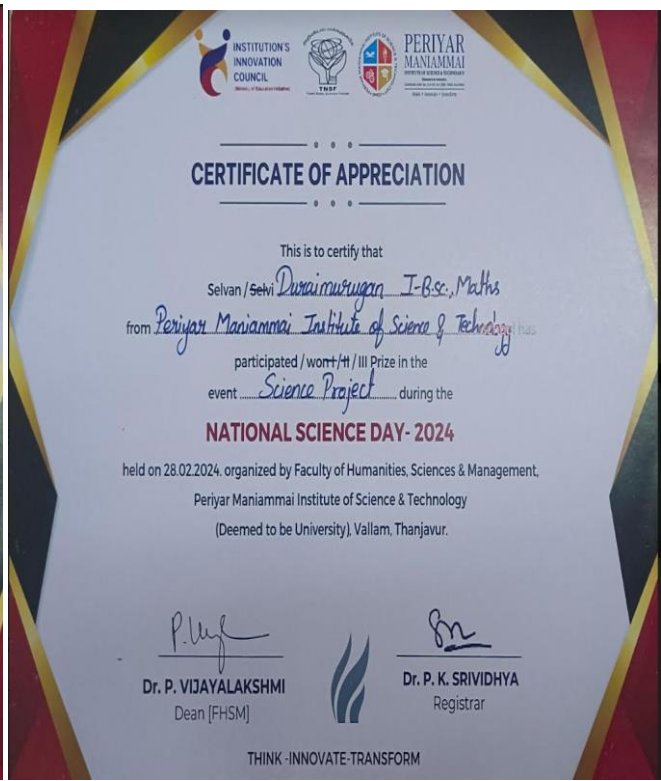 INSTITUTION'S
INNOVATION
COUNCIL
TNSF
PERIYAR
MANIAMMAI
CERTIFICATE OF APPRECIATION
This is to certify that
Selvan / Selvi Duraimurugan I-B.sc., Maths
from Periyar Maniammai Institute of Science & Technology has
participated / won I / II / III Prize in the
event Science Project during the
NATIONAL SCIENCE DAY- 2024
held on 28.02.2024. organized by Faculty of Humanities, Sciences & Management,
Periyar Maniammai Institute of Science & Technology
(Deemed to be University), Vallam, Thanjavur.
Dr. P. VIJAYALAKSHMI
Dean [FHSM]
Dr. P. K. SRIVIDHYA
Registrar
THINK -INNOVATE-TRANSFORM